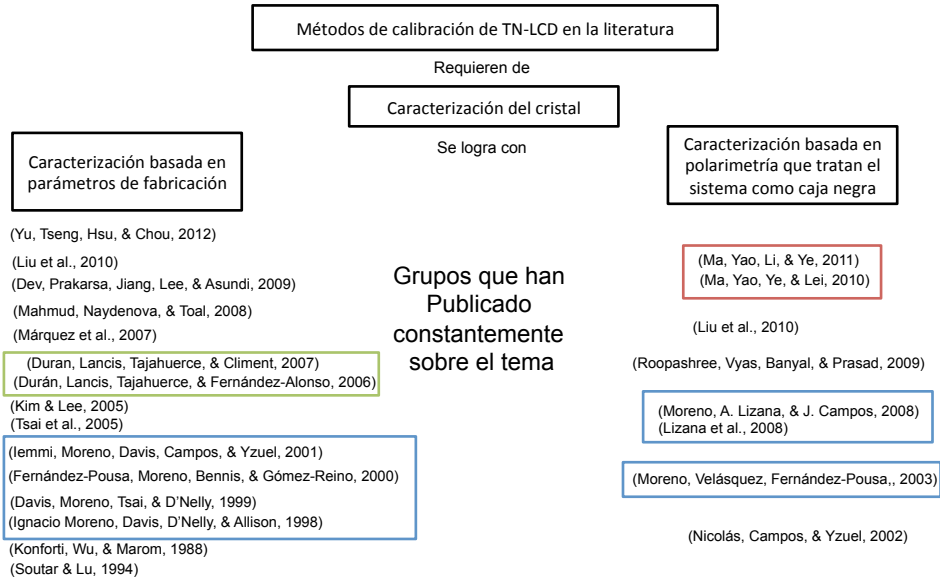 Métodos de calibración de TN-LCD en la literatura
Requieren de
Caracterización del cristal
Se logra con
Caracterización basada en
parámetros de fabricación
(Yu, Tseng, Hsu, & Chou, 2012)
(Liu et al., 2010)
(Dev, Prakarsa, Jiang, Lee, & Asundi, 2009)
(Mahmud, Naydenova, & Toal, 2008)
(Márquez et al., 2007)
(Duran, Lancis, Tajahuerce, & Climent, 2007)
(Durán, Lancis, Tajahuerce, & Fernández-Alonso, 2006)
(Kim & Lee, 2005)
(Tsai et al., 2005)
(Iemmi, Moreno, Davis, Campos, & Yzuel, 2001)
(Fernández-Pousa, Moreno, Bennis, & Gómez-Reino, 2000)
(Davis, Moreno, Tsai, & D’Nelly, 1999)
(Ignacio Moreno, Davis, D’Nelly, & Allison, 1998)
(Konforti, Wu, & Marom, 1988)
(Soutar & Lu, 1994)
Grupos que han
Publicado
constantemente
sobre el tema
Caracterización basada en
polarimetría que tratan el
sistema como caja negra
(Ma, Yao, Li, & Ye, 2011)
(Ma, Yao, Ye, & Lei, 2010)
(Liu et al., 2010)
(Roopashree, Vyas, Banyal, & Prasad, 2009)
(Moreno, A. Lizana, & J. Campos, 2008)
(Lizana et al., 2008)
(Moreno, Velásquez, Fernández-Pousa,, 2003)
(Nicolás, Campos, & Yzuel, 2002)